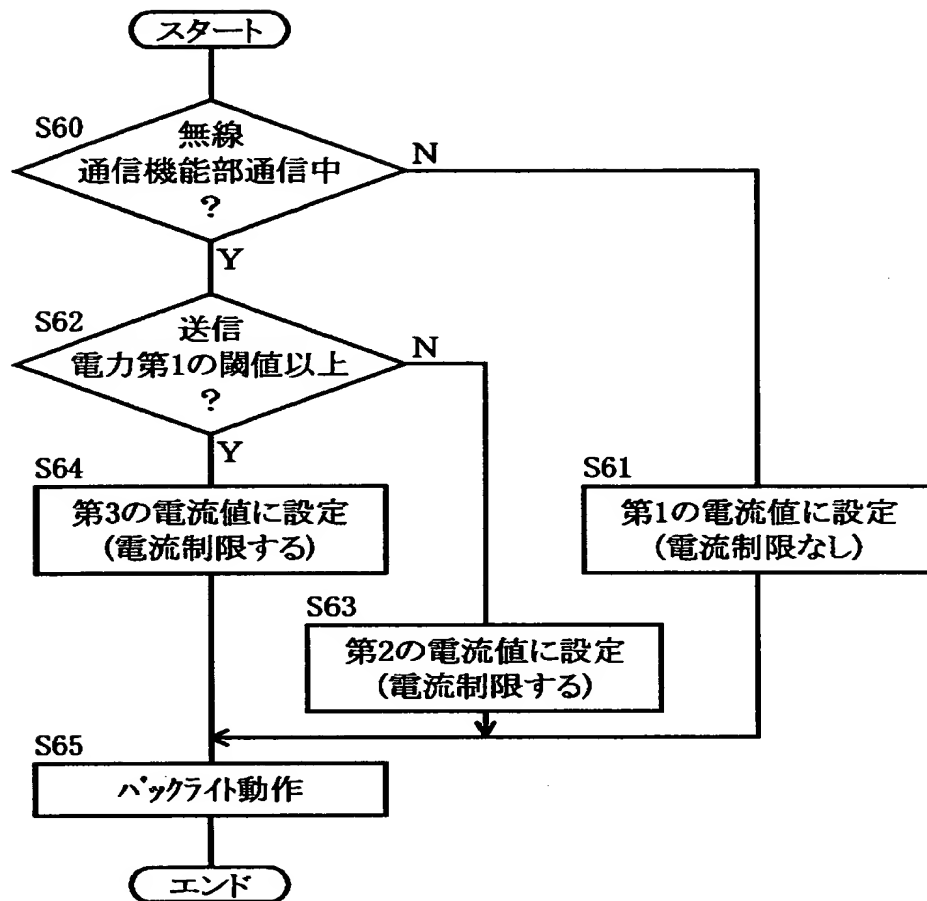 スタート
S60
無線
通信機能部通信中
?
N
Y
S62
送信
電力第1の閾値以上
?
N
Y
S64
第3の電流値に設定
(電流制限する)
S61
第1の電流値に設定
(電流制限なし)
S63
第2の電流値に設定
(電流制限する)
S65
バックライト動作
エンド